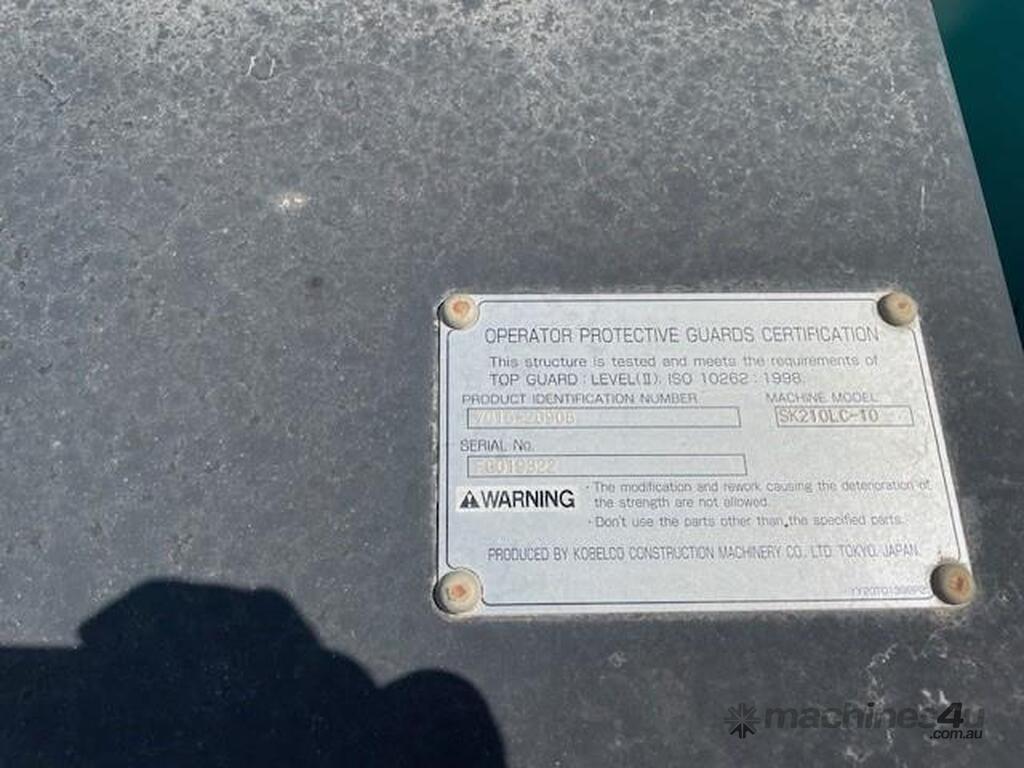 OPERATOR PROTECTIVE GUARDS CERTIFICATION
This structure is tested and meets the requirements of
TOP GUARD : LEVEL(II). ISO 10262 : 1998.
PRODUCT IDENTIFICATION NUMBER
MACHINE MODEL
SK210LC-10
SERIAL No.
WARNING
· The modification and rework causing the deterioration of
the strength are not allowed.
· Don't use the parts other than the specified parts.
PRODUCED BY KOBELCO CONSTRUCTION MACHINERY CO., LTD. TOKYO, JAPAN.
machines4u
.com.au